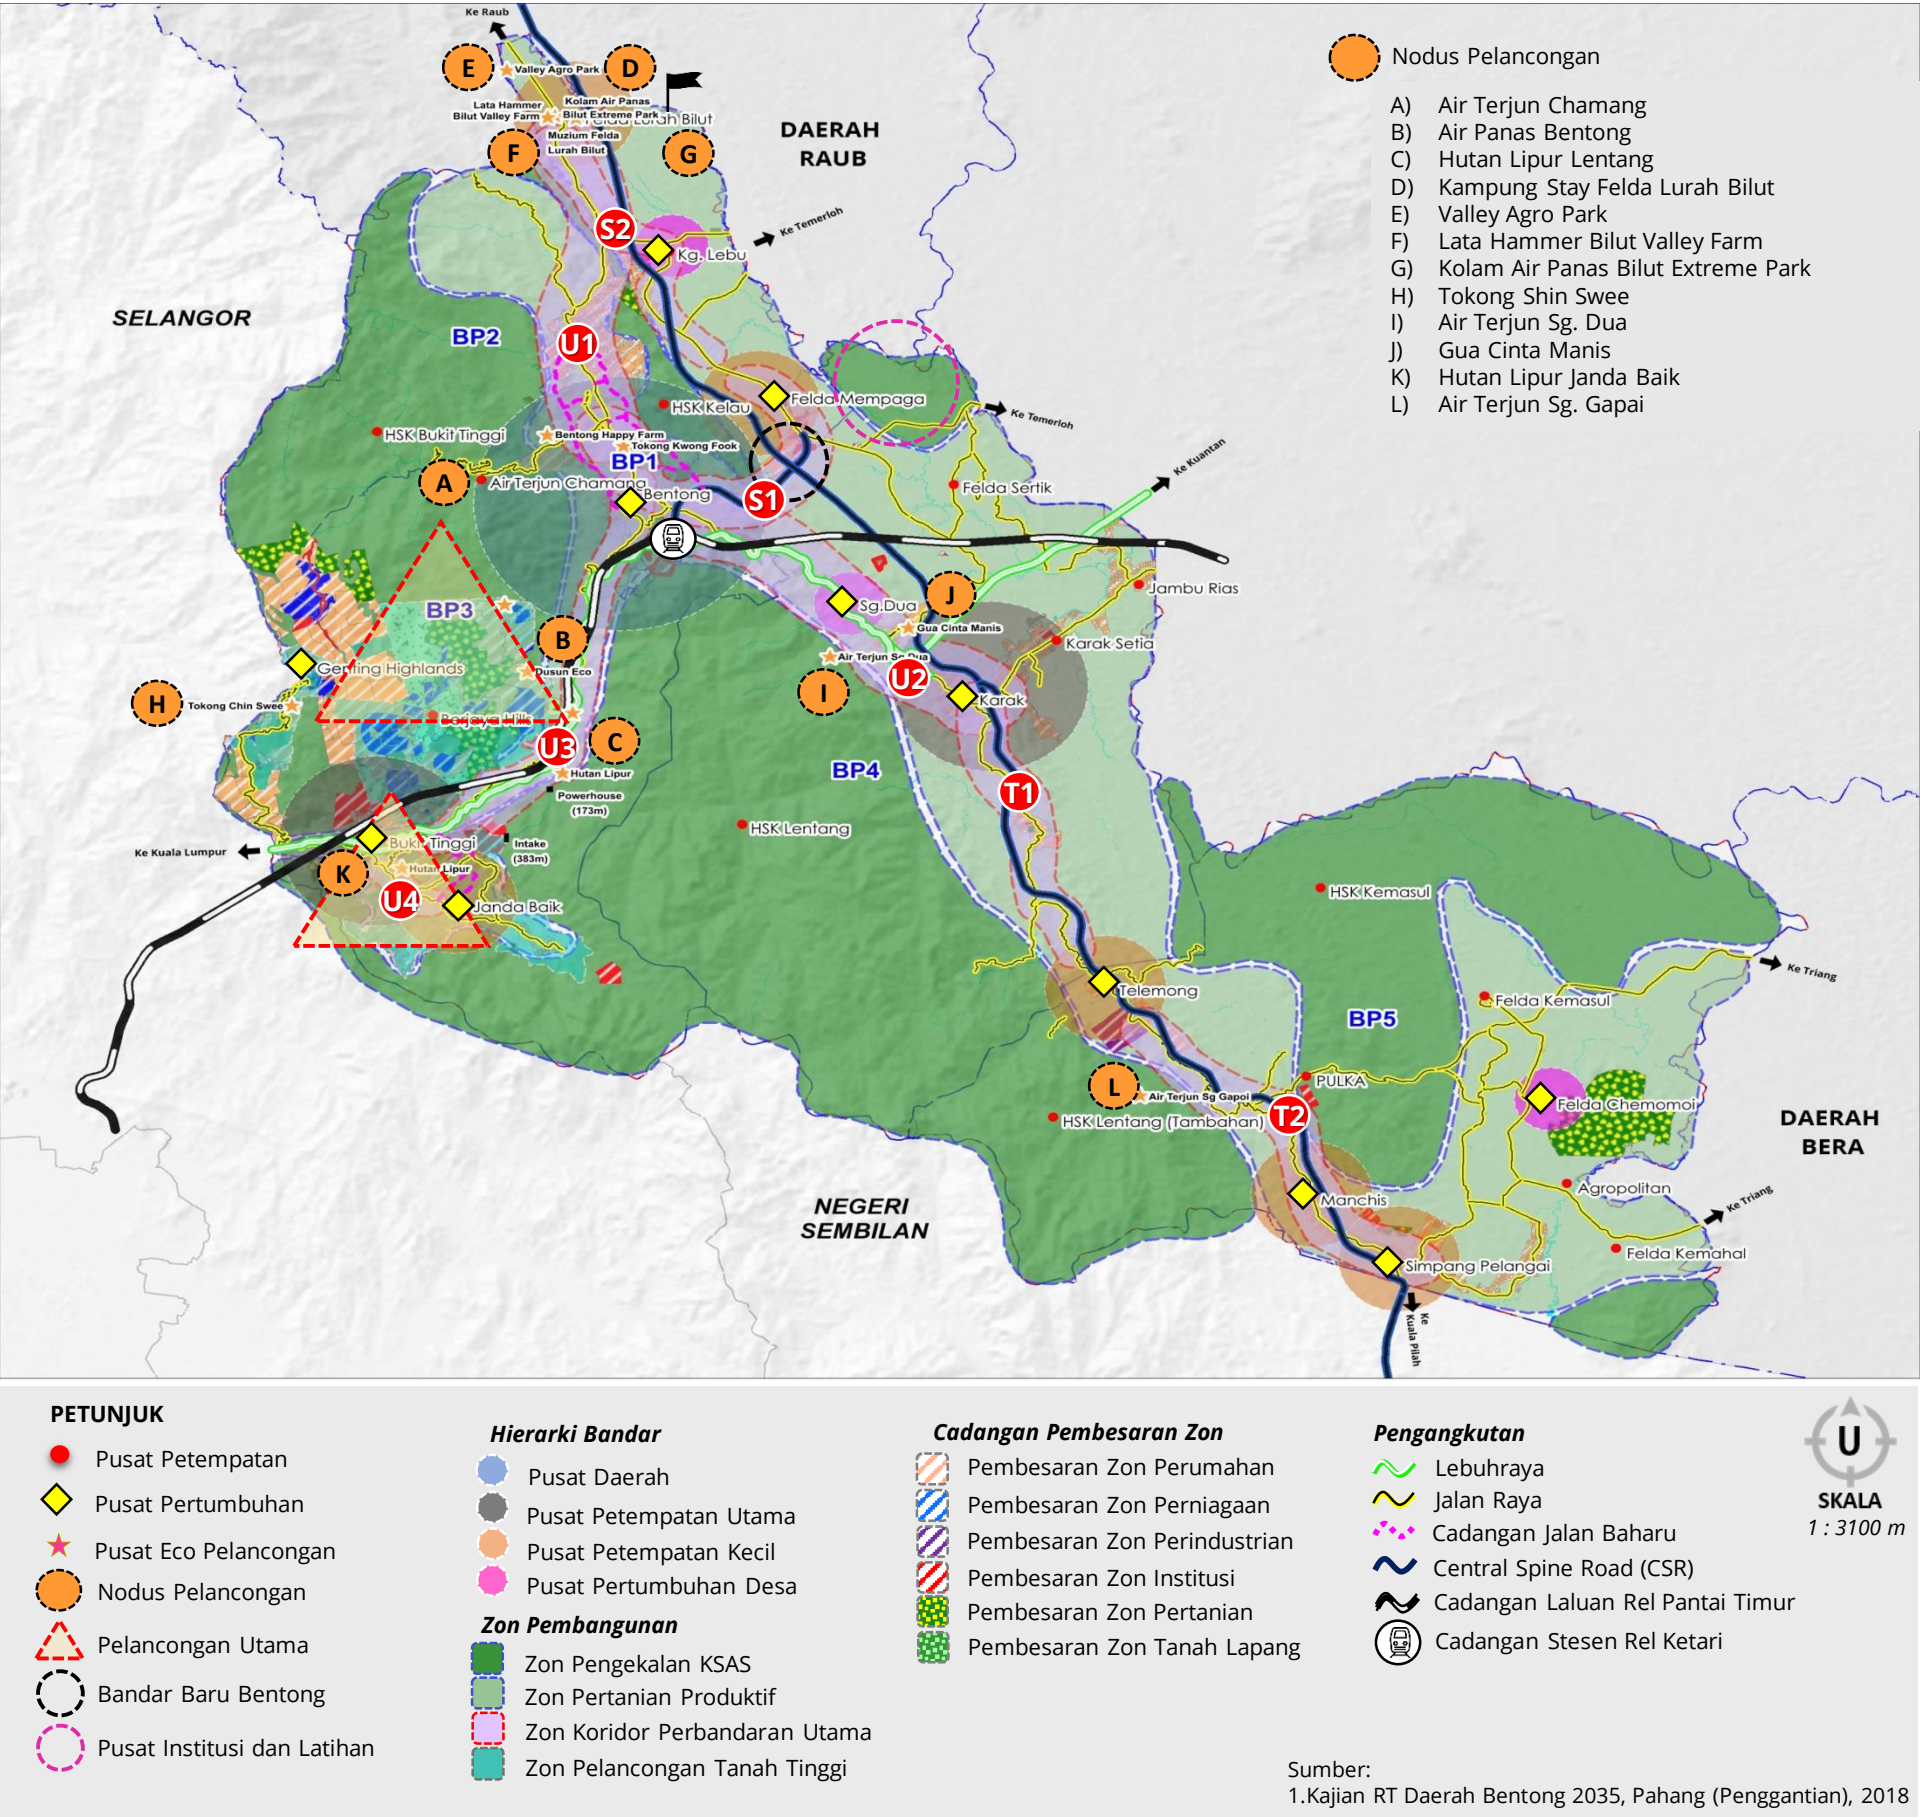 Ke Raub
E
Valley Agro Park
D
Lata Hammer
Bilut Valley Farm
Kolam Air Panas
Bilut Extreme Park
Felda Lurah Bilut
Muzium Felda
Lurah Bilut
F
G
DAERAH
RAUB
Nodus Pelancongan
A) Air Terjun Chamang
B) Air Panas Bentong
C) Hutan Lipur Lentang
D) Kampung Stay Felda Lurah Bilut
E) Valley Agro Park
F) Lata Hammer Bilut Valley Farm
G) Kolam Air Panas Bilut Extreme Park
H) Tokong Shin Swee
I) Air Terjun Sg. Dua
J) Gua Cinta Manis
K) Hutan Lipur Janda Baik
L) Air Terjun Sg. Gapai
S2
Kg. Lebu
Ke Temerloh
SELANGOR
BP2
U1
HSK Kelau
Felda Mempaga
Ke Temerloh
HSK Bukit Tinggi
Bentong Happy Farm
Tokong Kwong Fook
BP1
Ke Kuantan
A
Air Terjun Chamang
Bentong
S1
Felda Sertik
BP3
Sg.Dua
J
Jambu Rias
Gua Cinta Manis
B
Karak Setia
Genting Highlands
Dusun Eco
Air Terjun Sg Dua
U2
I
Karak
H
Tokong Chin Swee
Berjaya Hills
U3
C
Hutan Lipur
Powerhouse
(173m)
BP4
T1
HSK Lentang
Ke Kuala Lumpur
Bukit Tinggi
Intake
(383m)
K
Hutan Lipur
U4
Janda Baik
HSK Kemasul
Telemong
Ke Triang
Felda Kemasul
BP5
L
Air Terjun Sg Gapoi
PULKA
HSK Lentang (Tambahan)
T2
Felda Chemomoi
DAERAH
BERA
NEGERI
SEMBILAN
Manchis
Agropolitan
Ke Triang
Simpang Pelangai
Felda Kemahal
Ke
Kuala Pilah
PETUNJUK
Pusat Petempatan
Pusat Pertumbuhan
Pusat Eco Pelancongan
Nodus Pelancongan
Pelancongan Utama
Bandar Baru Bentong
Pusat Institusi dan Latihan
Hierarki Bandar
Pusat Daerah
Pusat Petempatan Utama
Pusat Petempatan Kecil
Pusat Pertumbuhan Desa
Zon Pembangunan
Zon Pengekalan KSAS
Zon Pertanian Produktif
Zon Koridor Perbandaran Utama
Zon Pelancongan Tanah Tinggi
Cadangan Pembesaran Zon
Pembesaran Zon Perumahan
Pembesaran Zon Perniagaan
Pembesaran Zon Perindustrian
Pembesaran Zon Institusi
Pembesaran Zon Pertanian
Pembesaran Zon Tanah Lapang
Pengangkutan
Lebuhraya
Jalan Raya
Cadangan Jalan Baharu
Central Spine Road (CSR)
Cadangan Laluan Rel Pantai Timur
Cadangan Stesen Rel Ketari
U
SKALA
1 : 3100 m
Sumber:
1.Kajian RT Daerah Bentong 2035, Pahang (Penggantian), 2018